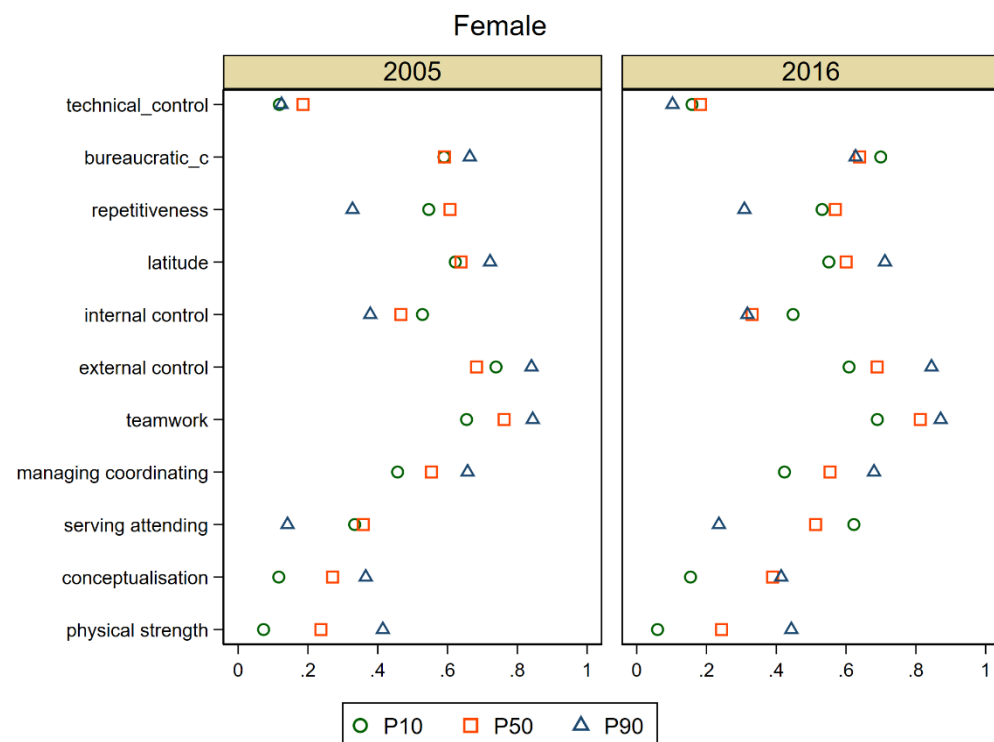 Female
2005 2016
technical_control
bureaucratic_c
repetitiveness
latitude
internal control
external control
teamwork
managing coordinating
serving attending
conceptualisation
physical strength
0 .2 .4 .6 .8 1 0 .2 .4 .6 .8 1
P10 P50 P90